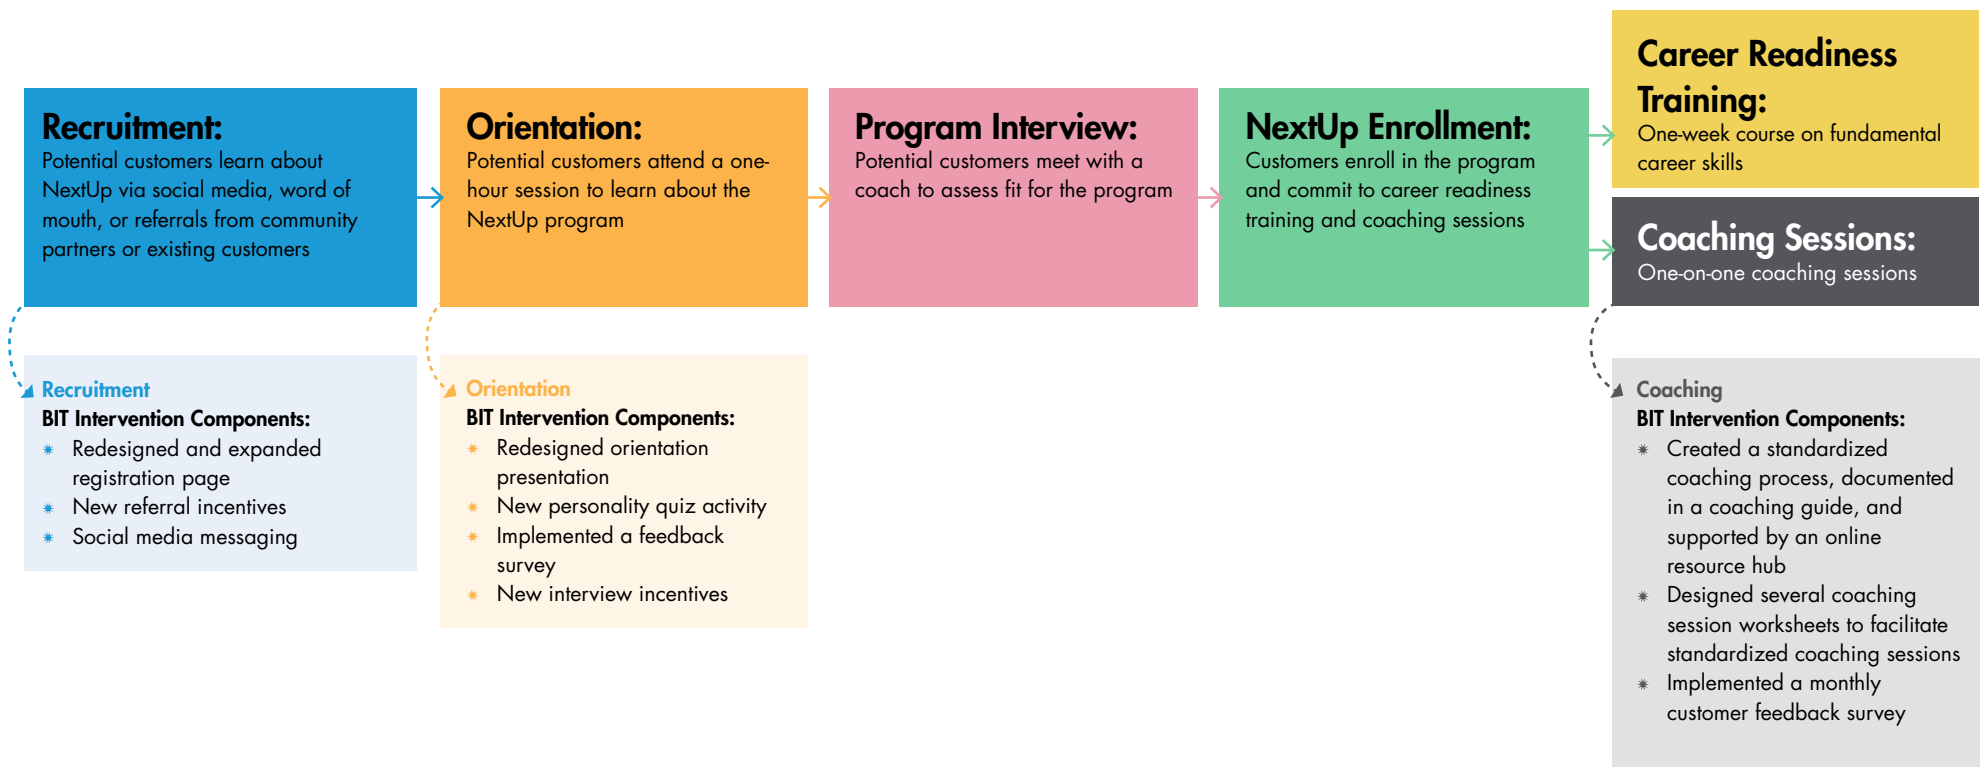 Recruitment:
Potential customers learn about
NextUp via social media, word of
mouth, or referrals from community
partners or existing customers
Orientation:
Potential customers attend a one-
hour session to learn about the
NextUp program
Program Interview:
Potential customers meet with a
coach to assess fit for the program
NextUp Enrollment:
Customers enroll in the program
and commit to career readiness
training and coaching sessions
Career Readiness
Training:
One-week course on fundamental
career skills
Coaching Sessions:
One-on-one coaching sessions
Recruitment
BIT Intervention Components:
✷ Redesigned and expanded
registration page
✷ New referral incentives
✷ Social media messaging
Orientation
BIT Intervention Components:
✷ Redesigned orientation
presentation
✷ New personality quiz activity
✷ Implemented a feedback
survey
✷ New interview incentives
Coaching
BIT Intervention Components:
✷ Created a standardized
coaching process, documented
in a coaching guide, and
supported by an online
resource hub
✷ Designed several coaching
session worksheets to facilitate
standardized coaching sessions
✷ Implemented a monthly
customer feedback survey